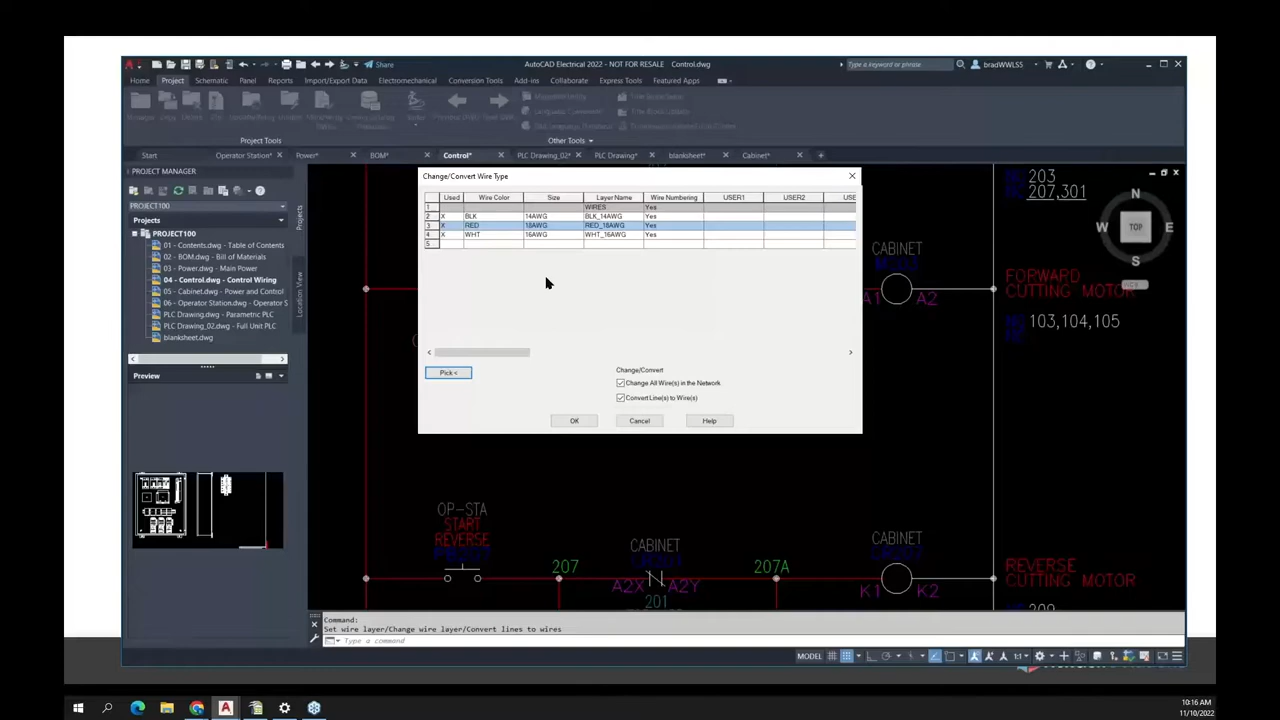 Share
AutoCAD Electrical 2022 - NOT FOR RESALE Control.dwg
Type a keyword or phrase
bradWWLS5
Home Project Schematic Panel Reports Import/Export Data Electromechanical Conversion Tools Add-ins Collaborate Express Tools Featured Apps
Project Tools
Other Tools
Start Operator Station* Power* BOM* Control* PLC Drawing_02* PLC Drawing* blanksheet* Cabinet*
PROJECT MANAGER
PROJECT100
Projects
PROJECT100
01 - Contents.dwg - Table of Contents
02 - BOM.dwg - Bill of Materials
03 - Power.dwg - Main Power
04 - Control.dwg - Control Wiring
05 - Cabinet.dwg - Power and Control
06 - Operator Station.dwg - Operator S
PLC Drawing.dwg - Parametric PLC
PLC Drawing_02.dwg - Full Unit PLC
blanksheet.dwg
Projects
Location View
Preview
Change/Convert Wire Type
Used Wire Color Size Layer Name Wire Numbering USER1 USER2 USE
1 WIRES Yes
2 X BLK 14AWG BLK_14AWG Yes
3 X RED 18AWG RED_18AWG Yes
4 X WHT 16AWG WHT_16AWG Yes
5
Pick <
Change/Convert
Change All Wire(s) in the Network
Convert Line(s) to Wire(s)
OK Cancel Help
203
207,301
N
W TOP E
S
CABINET
A1 A2
FORWARD
CUTTING MOTOR
103,104,105
OP-STA
START
REVERSE
207
CABINET
A2X A2Y
201
207A
CABINET
K1 K2
REVERSE
CUTTING MOTOR
Command:
Set wire layer/Change wire layer/Convert lines to wires
Type a command
MODEL
1:1
10:16 AM
11/10/2022